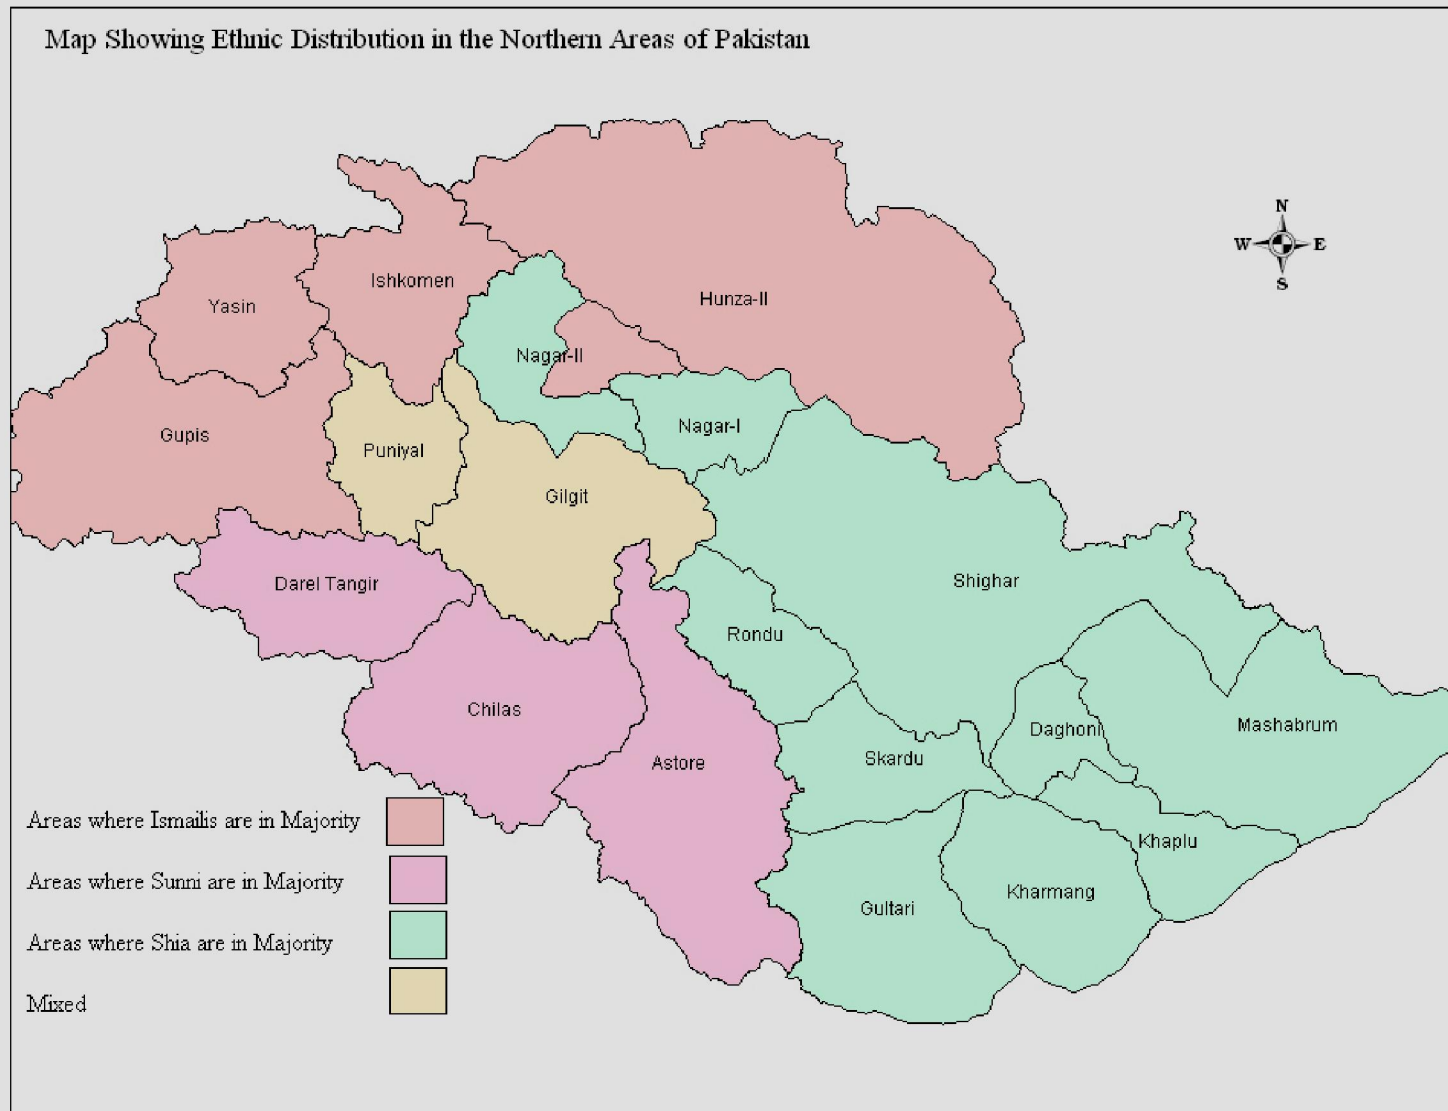 Map Showing Ethnic Distribution in the Northern Areas of Pakistan
N
W E
S
Ishkomen
Hunza-II
Yasin
Nagar-II
Nagar-I
Gupis
Puniyal
Gilgit
Darel Tangir
Shighar
Rondu
Chilas
Mashabrum
Daghoni
Skardu
Astore
Khaplu
Kharmang
Gultari
Areas where Ismailis are in Majority
Areas where Sunni are in Majority
Areas where Shia are in Majority
Mixed